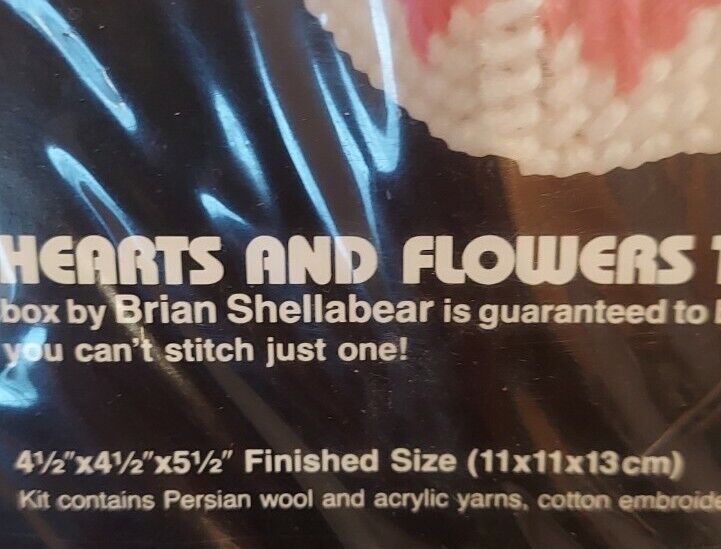 HEARTS AND FLOWERS
box by Brian Shellabear is guaranteed to
you can't stitch just one!
4½"x4½"x5½" Finished Size (11x11x13cm)
Kit contains Persian wool and acrylic yarns, cotton embroide